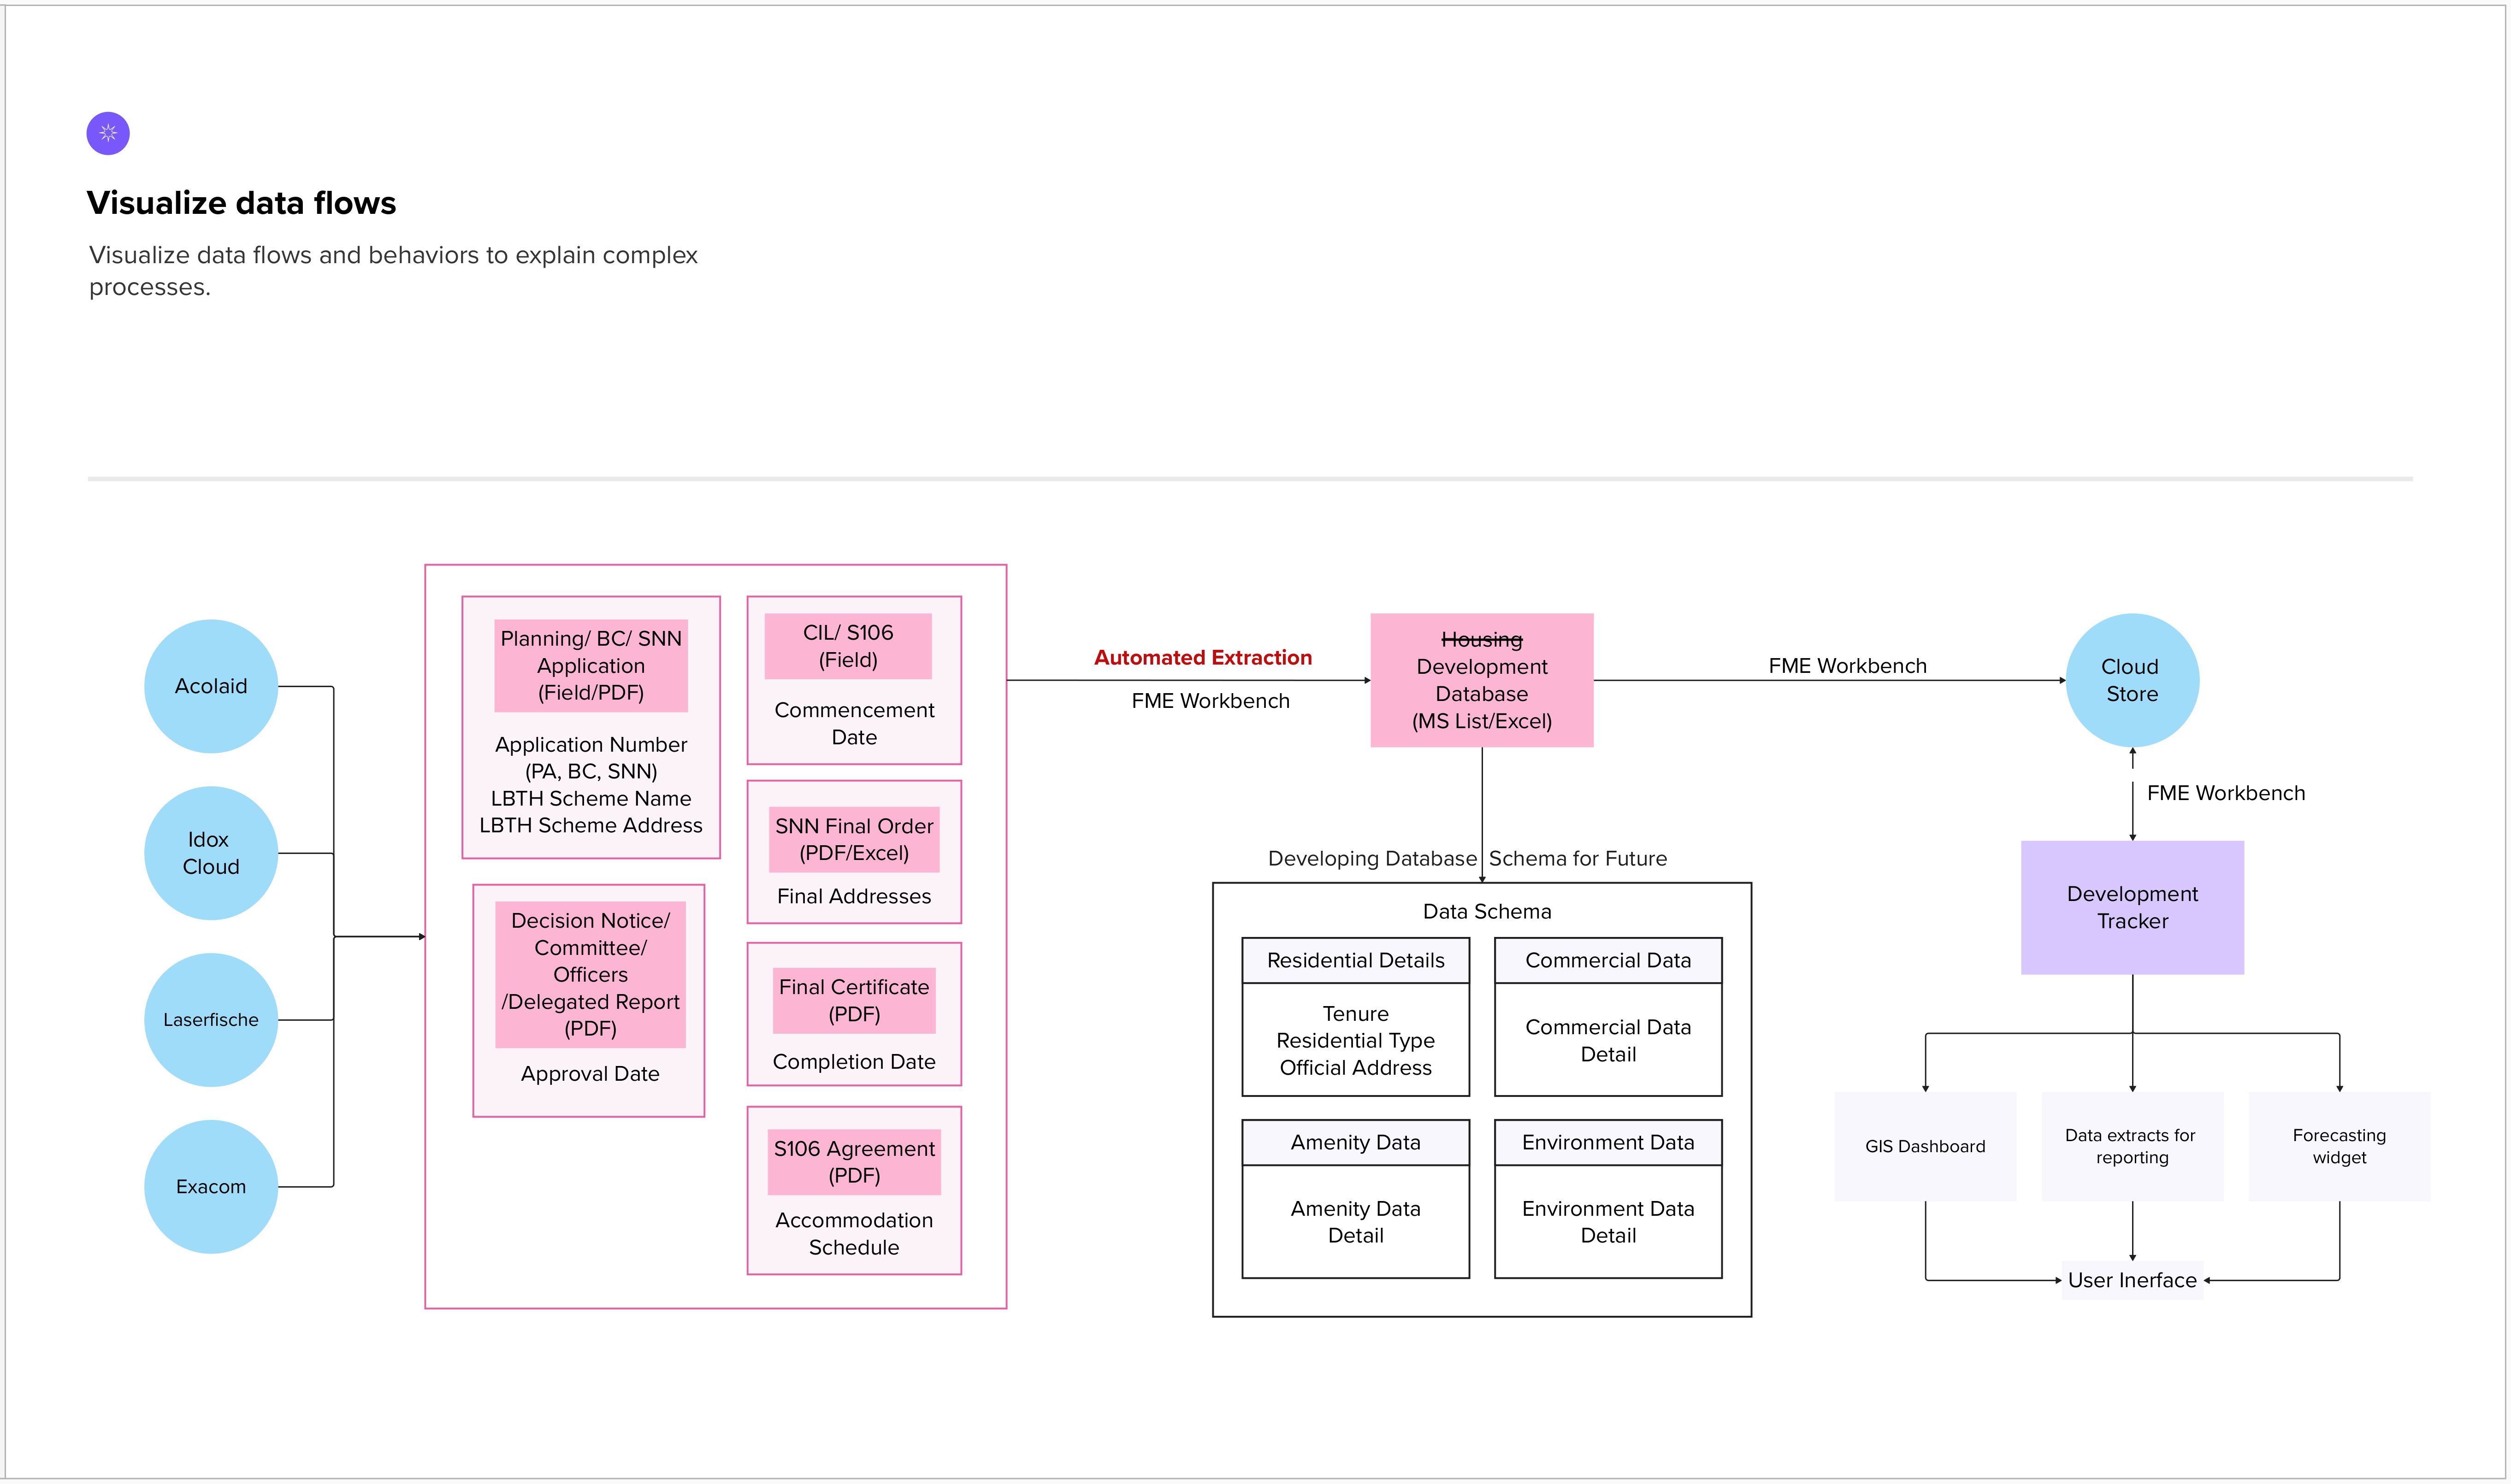 Visualize data flows
Visualize data flows and behaviors to explain complex
processes.
Acolaid
Idox
Cloud
Laserfische
Exacom
Planning/ BC/ SNN
Application
(Field/PDF)
Application Number
(PA, BC, SNN)
LBTH Scheme Name
LBTH Scheme Address
Decision Notice/
Committee/
Officers
/Delegated Report
(PDF)
Approval Date
CIL/ S106
(Field)
Commencement
Date
SNN Final Order
(PDF/Excel)
Final Addresses
Final Certificate
(PDF)
Completion Date
S106 Agreement
(PDF)
Accommodation
Schedule
Automated Extraction
FME Workbench
Housing
Development
Database
(MS List/Excel)
Developing Database Schema for Future
Data Schema
Residential Details
Tenure
Residential Type
Official Address
Commercial Data
Commercial Data
Detail
Amenity Data
Amenity Data
Detail
Environment Data
Environment Data
Detail
FME Workbench
Cloud
Store
FME Workbench
Development
Tracker
GIS Dashboard
Data extracts for
reporting
Forecasting
widget
User Inerface